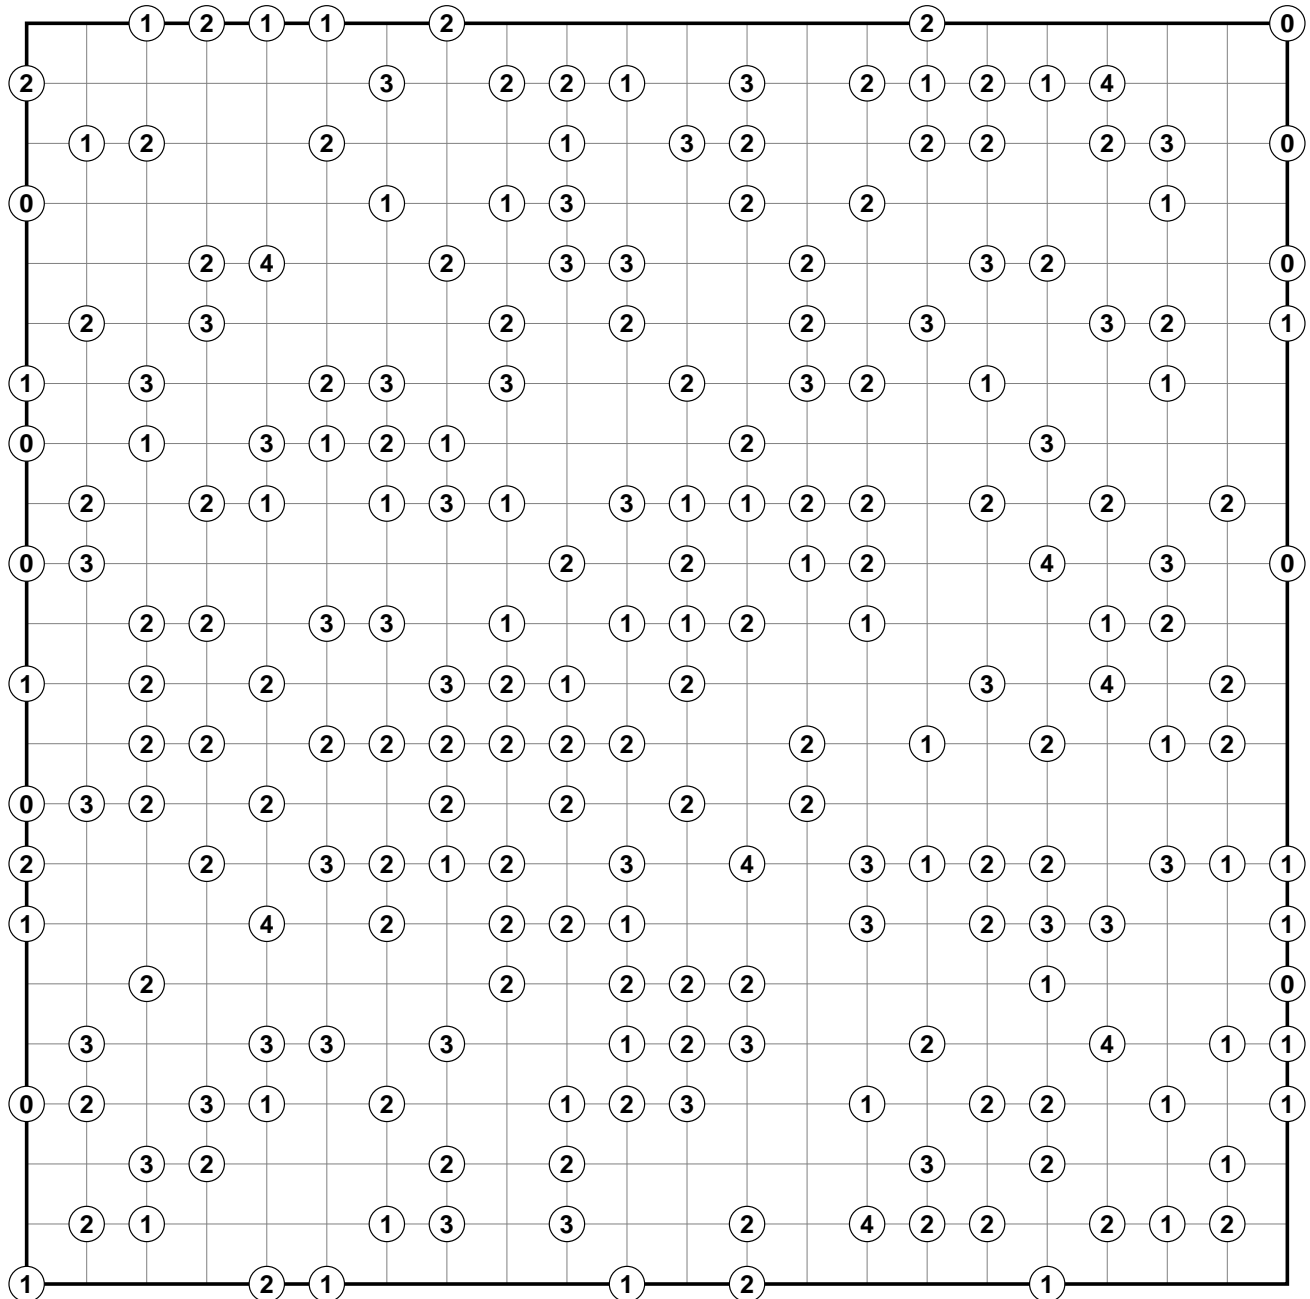 1 2 1 1 2 2 0
2 3 2 2 1 3 2 1 2 1 4
1 2 2 1 3 2 2 2 2 3 0
0 1 1 3 2 2 1
2 4 2 3 3 2 3 2 0
2 3 2 2 2 3 3 2 1
1 3 2 3 3 2 3 2 1 1
0 1 3 1 2 1 2 3
2 2 1 1 3 1 3 1 1 2 2 2 2 2
0 3 2 2 1 2 4 3 0
2 2 3 3 1 1 1 2 1 1 2
1 2 2 3 2 1 2 3 4 2
2 2 2 2 2 2 2 2 2 1 2 1 2
0 3 2 2 2 2 2 2
2 2 3 2 1 2 3 4 3 1 2 2 3 1 1
1 4 2 2 2 1 3 2 3 3 1
2 2 2 2 2 1 0
3 3 3 3 1 2 3 2 4 1 1
0 2 3 1 2 1 2 3 1 2 2 1 1
3 2 2 2 3 2 1
2 1 1 3 3 2 4 2 2 2 1 2
1 2 1 1 2 1